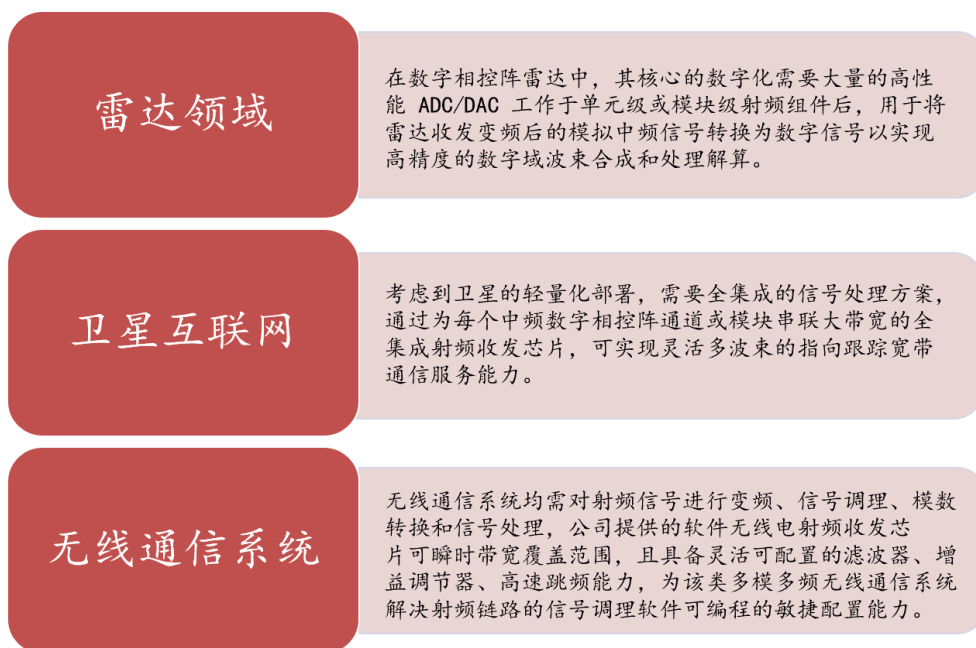 雷达领域
在数字相控阵雷达中，其核心的数字化需要大量的高性
能 ADC/DAC 工作于单元级或模块级射频组件后，用于将
雷达收发变频后的模拟中频信号转换为数字信号以实现
高精度的数字域波束合成和处理解算。
卫星互联网
考虑到卫星的轻量化部署，需要全集成的信号处理方案，
通过为每个中频数字相控阵通道或模块串联大带宽的全
集成射频收发芯片，可实现灵活多波束的指向跟踪宽带
通信服务能力。
无线通信系统
无线通信系统均需对射频信号进行变频、信号调理、模数
转换和信号处理，公司提供的软件无线电射频收发芯
片可瞬时带宽覆盖范围，且具备灵活可配置的滤波器、增
益调节器、高速跳频能力，为该类多模多频无线通信系统
解决射频链路的信号调理软件可编程的敏捷配置能力。